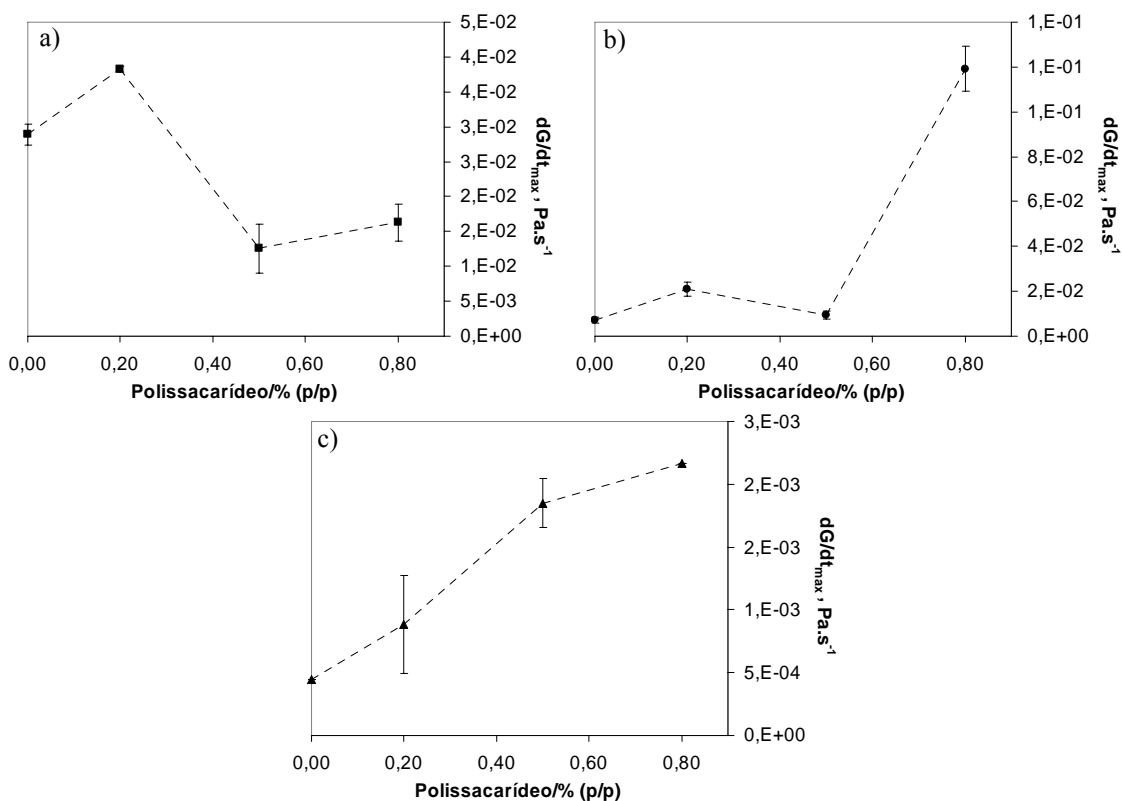 a)
5,E-02
4,E-02
4,E-02
3,E-02
3,E-02
2,E-02
2,E-02
1,E-02
5,E-03
0,E+00
dG/dtmax , Pa.s-1
0,00 0,20 0,40 0,60 0,80
Polissacarídeo/% (p/p)
b)
1,E-01
1,E-01
1,E-01
8,E-02
6,E-02
4,E-02
2,E-02
0,E+00
dG/dtmax , Pa.s-1
0,00 0,20 0,40 0,60 0,80
Polissacarídeo/% (p/p)
c)
3,E-03
2,E-03
2,E-03
1,E-03
5,E-04
0,E+00
dG/dtmax , Pa.s-1
0,00 0,20 0,40 0,60 0,80
Polissacarídeo/% (p/p)